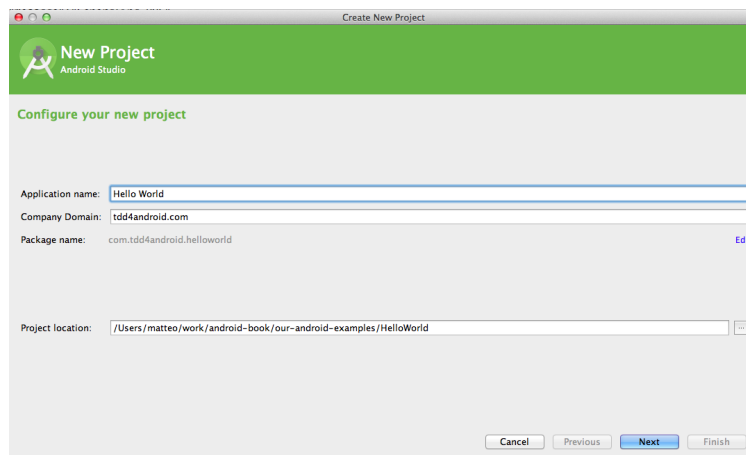 Create New Project
New Project
Android Studio
Configure your new project
Application name: Hello World
Company Domain: tdd4android.com
Package name: com.tdd4android.helloworld Ed
Project location: /Users/matteo/work/android-book/our-android-examples/HelloWorld ...
Cancel Previous Next Finish